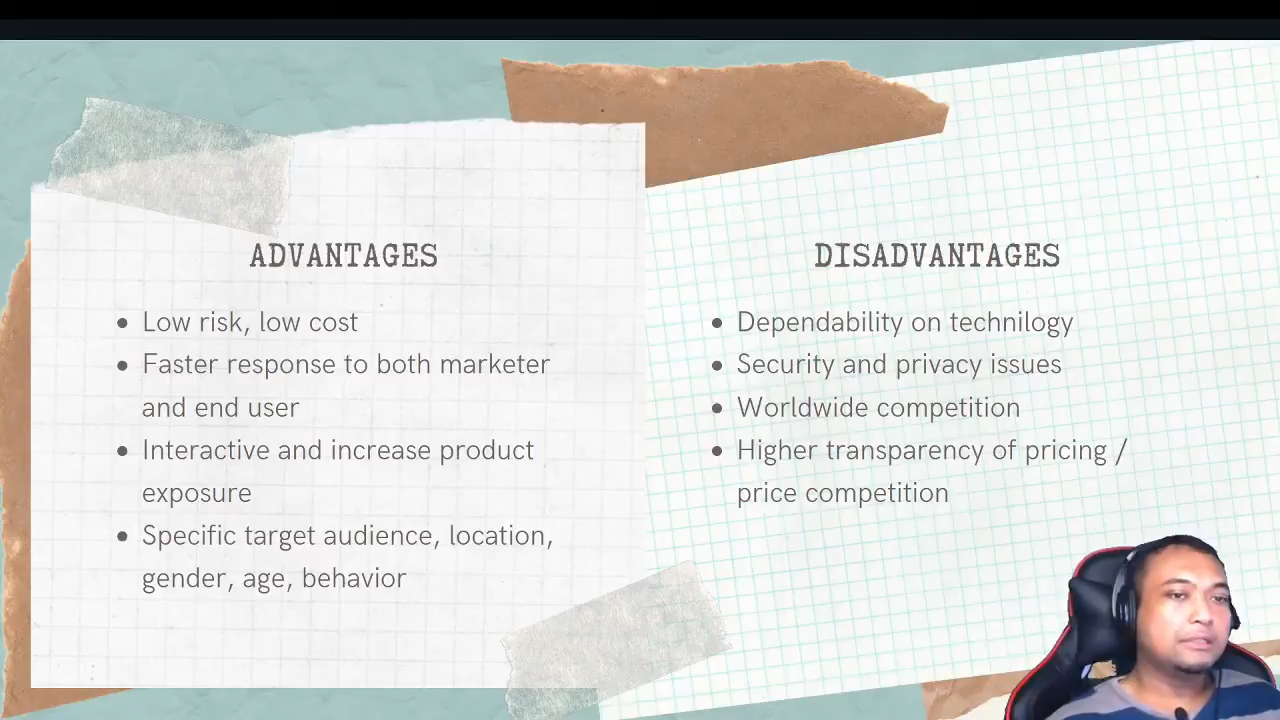 ADVANTAGES
• Low risk, low cost
• Faster response to both marketer
and end user
• Interactive and increase product
exposure
• Specific target audience, location,
gender, age, behavior
DISADVANTAGES
• Dependability on technilogy
• Security and privacy issues
• Worldwide competition
• Higher transparency of pricing /
price competition